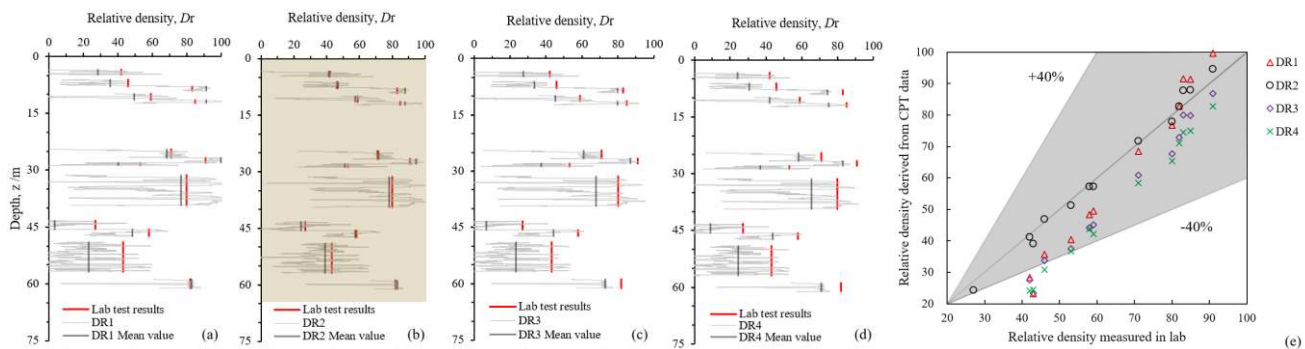 Relative density, Dr
0 20 40 60 80 100
0
15
30
45
60
75
Depth, z /m
Lab test results
DR1
DR1 Mean value
(a)
Relative density, Dr
0 20 40 60 80 100
0
15
30
45
60
75
Lab test results
DR2
DR2 Mean value
(b)
Relative density, Dr
0 20 40 60 80 100
0
15
30
45
60
75
Lab test results
DR3
DR3 Mean value
(c)
Relative density, Dr
0 20 40 60 80 100
0
15
30
45
60
75
Lab test results
DR4
DR4 Mean value
(d)
Relative density derived from CPT data
100
90
80
70
60
50
40
30
20
+40%
-40%
20 30 40 50 60 70 80 90 100
Relative density measured in lab
DR1
DR2
DR3
DR4
(e)